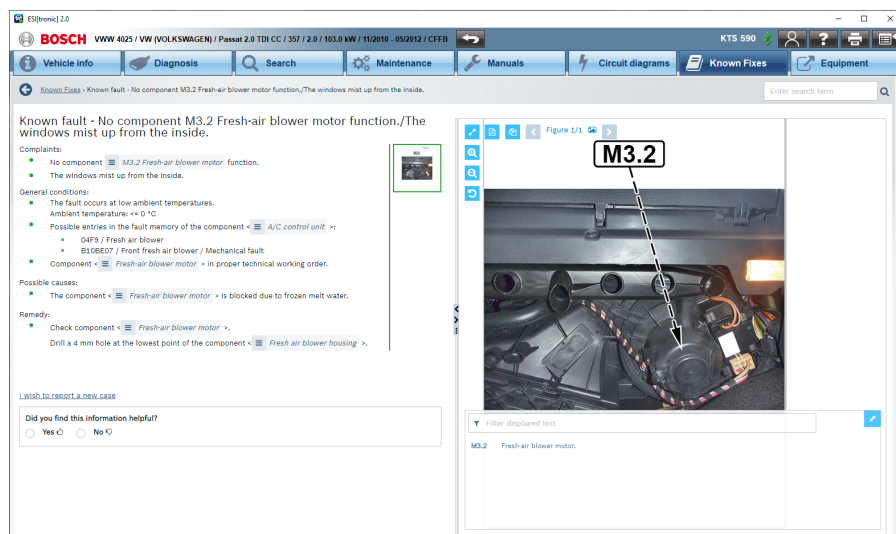 ESI[tronic] 2.0
BOSCH VWW 4025 / VW (VOLKSWAGEN) / Passat 2.0 TDI CC / 357 / 2.0 / 103.0 kW / 11/2010 - 05/2012 / CFFB KTS 590
Vehicle info Diagnosis Search Maintenance Manuals Circuit diagrams Known Fixes Equipment
Known Fixes › Known fault - No component M3.2 Fresh-air blower motor function./The windows mist up from the inside. Enter search term
Known fault - No component M3.2 Fresh-air blower motor function./The
windows mist up from the inside.
Complaints:
No component M3.2 Fresh-air blower motor function.
The windows mist up from the inside.
General conditions:
The fault occurs at low ambient temperatures.
Ambient temperature: <= 0 °C
Possible entries in the fault memory of the component < A/C control unit >:
04F9 / Fresh air blower
B10BE07 / Front fresh air blower / Mechanical fault
Component < Fresh-air blower motor > in proper technical working order.
Possible causes:
The component < Fresh-air blower motor > is blocked due to frozen melt water.
Remedy:
Check component < Fresh-air blower motor >.
Drill a 4 mm hole at the lowest point of the component < Fresh air blower housing >.
I wish to report a new case
Did you find this information helpful?
Yes No
Figure 1/1
M3.2
Filter displayed text
M3.2 Fresh-air blower motor.